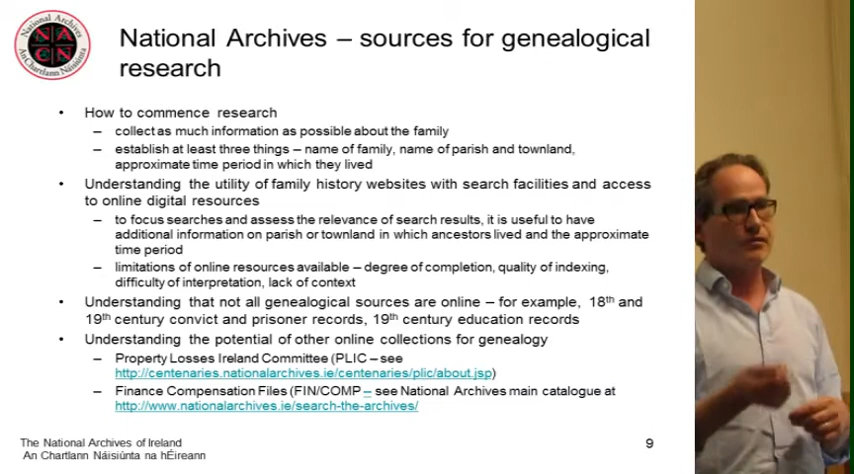 National Archives
N A
C N
An Chartlann Náisiúnta
National Archives – sources for genealogical
research
• How to commence research
– collect as much information as possible about the family
– establish at least three things – name of family, name of parish and townland,
approximate time period in which they lived
• Understanding the utility of family history websites with search facilities and access
to online digital resources
– to focus searches and assess the relevance of search results, it is useful to have
additional information on parish or townland in which ancestors lived and the approximate
time period
– limitations of online resources available – degree of completion, quality of indexing,
difficulty of interpretation, lack of context
• Understanding that not all genealogical sources are online – for example, 18th and
19th century convict and prisoner records, 19th century education records
• Understanding the potential of other online collections for genealogy
– Property Losses Ireland Committee (PLIC – see
http://centenaries.nationalarchives.ie/centenaries/plic/about.jsp)
– Finance Compensation Files (FIN/COMP – see National Archives main catalogue at
http://www.nationalarchives.ie/search-the-archives/
The National Archives of Ireland
An Chartlann Náisiúnta na hÉireann
9